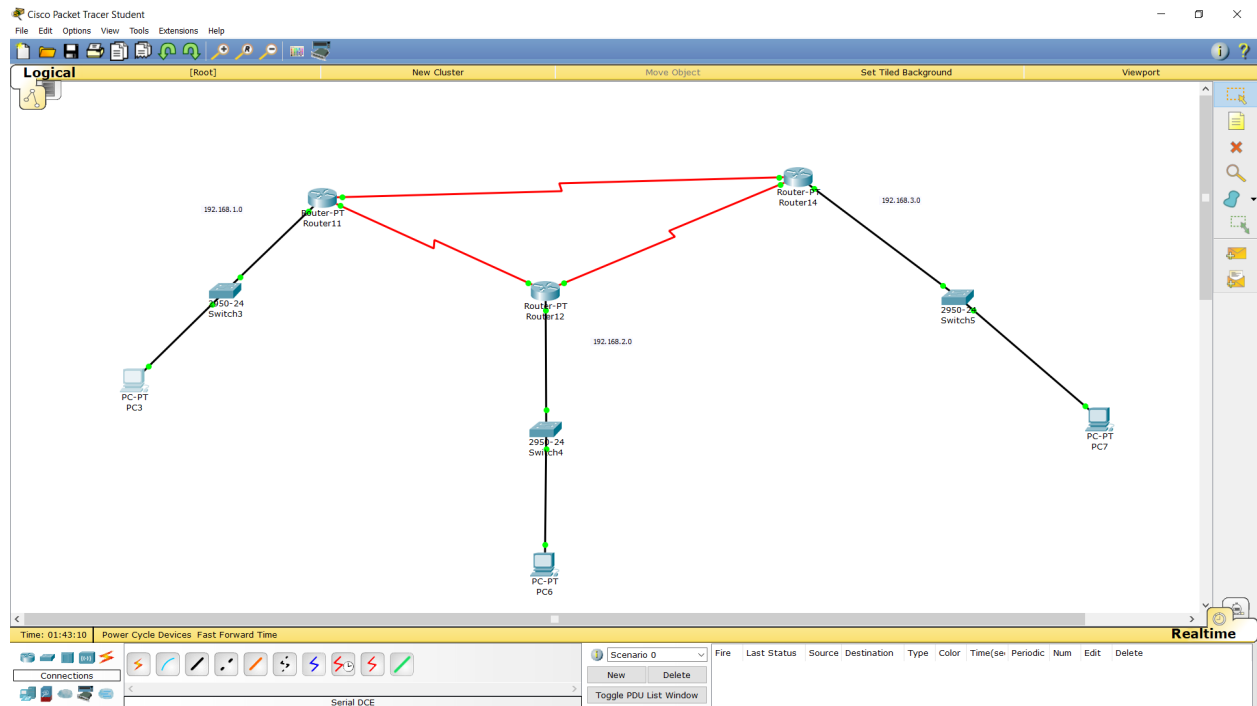 Cisco Packet Tracer Student
File Edit Options View Tools Extensions Help
Logical [Root] New Cluster Move Object Set Tiled Background Viewport
192.168.1.0
Router-PT
Router11
Router-PT
Router14
192.168.3.0
2950-24
Switch3
Router-PT
Router12
2950-24
Switch5
192.168.2.0
PC-PT
PC3
2950-24
Switch4
PC-PT
PC7
PC-PT
PC6
Time: 01:43:10 Power Cycle Devices Fast Forward Time Realtime
Scenario 0
Fire Last Status Source Destination Type Color Time(sec Periodic Num Edit Delete
Connections
New Delete
Toggle PDU List Window
Serial DCE